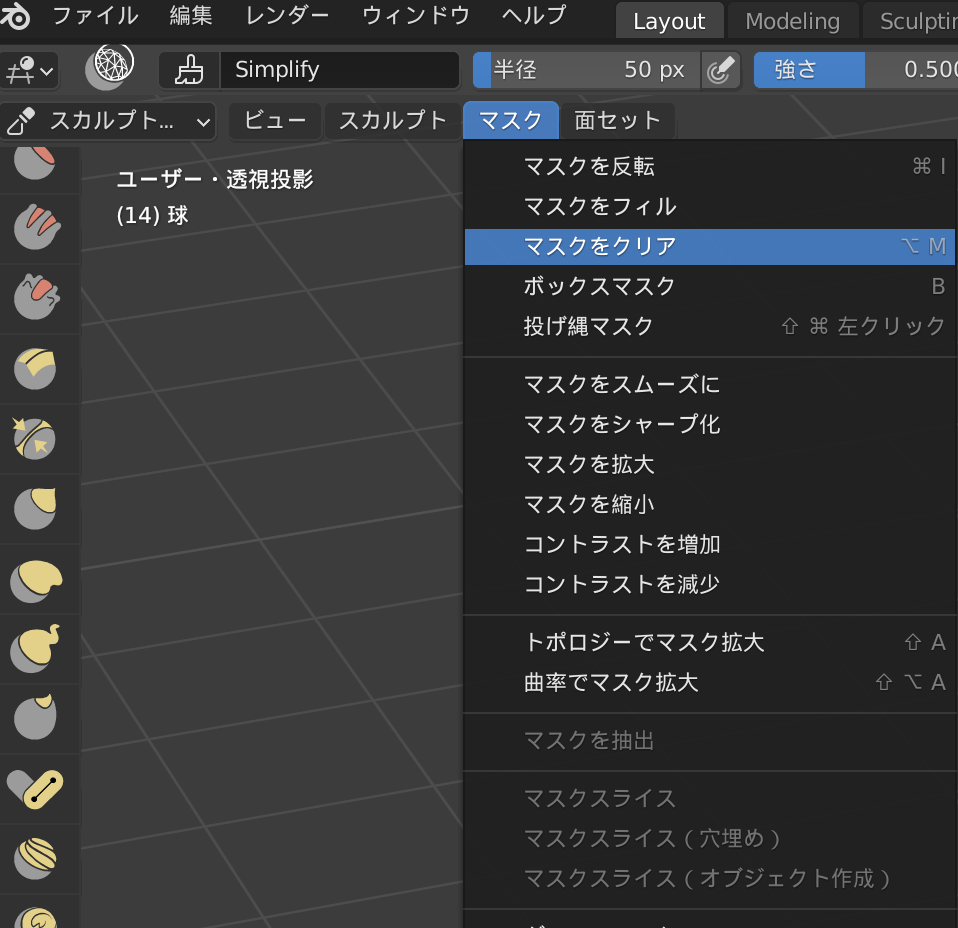 ファイル 編集 レンダー ウィンドウ ヘルプ Layout Modeling
Simplify 半径 50 px 強さ
スカルプト... ビュー スカルプト マスク 面セット
ユーザー・透視投影
(14) 球
マスクを反転 ⌘ I
マスクをフィル
マスクをクリア ⌥ M
ボックスマスク B
投げ縄マスク ⇧ ⌘ 左クリック
マスクをスムーズに
マスクをシャープ化
マスクを拡大
マスクを縮小
コントラストを増加
コントラストを減少
トポロジーでマスク拡大 ⇧ A
曲率でマスク拡大 ⇧ ⌥ A
マスクを抽出
マスクスライス
マスクスライス ( 穴埋め )
マスクスライス ( オブジェクト作成 )